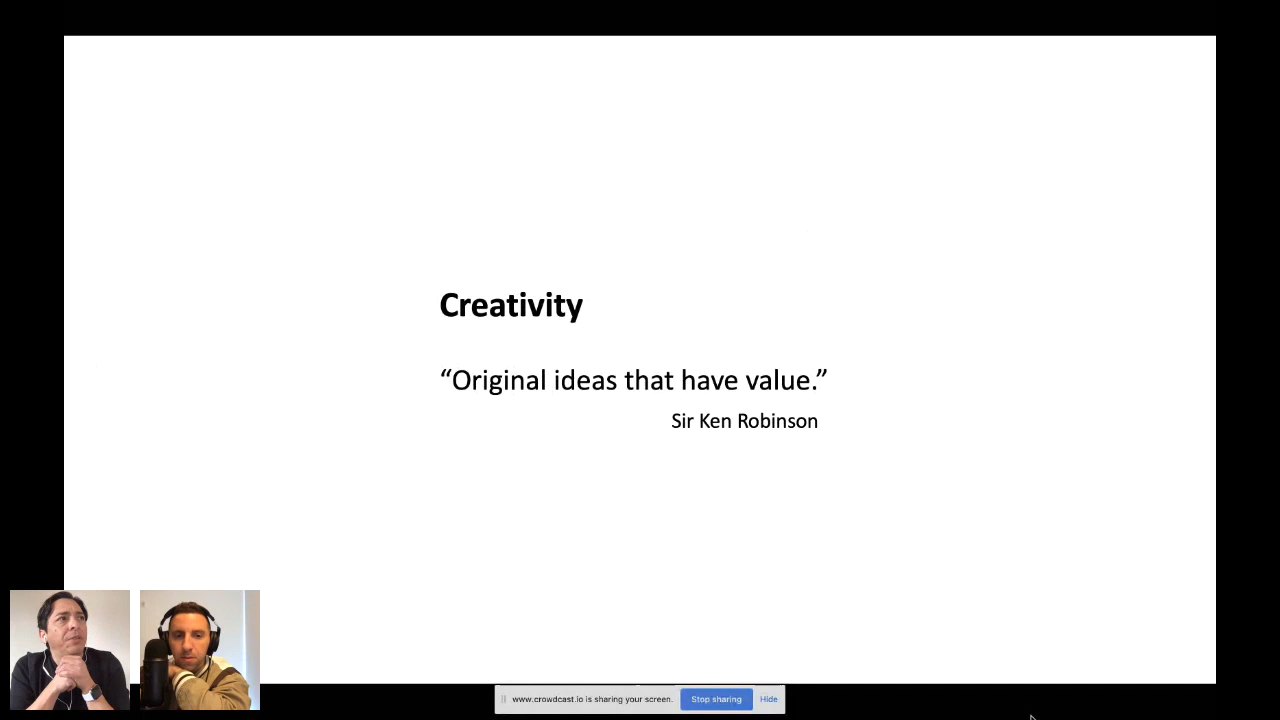 Creativity
“Original ideas that have value.”
Sir Ken Robinson
www.crowdcast.io is sharing your screen.
Stop sharing
Hide